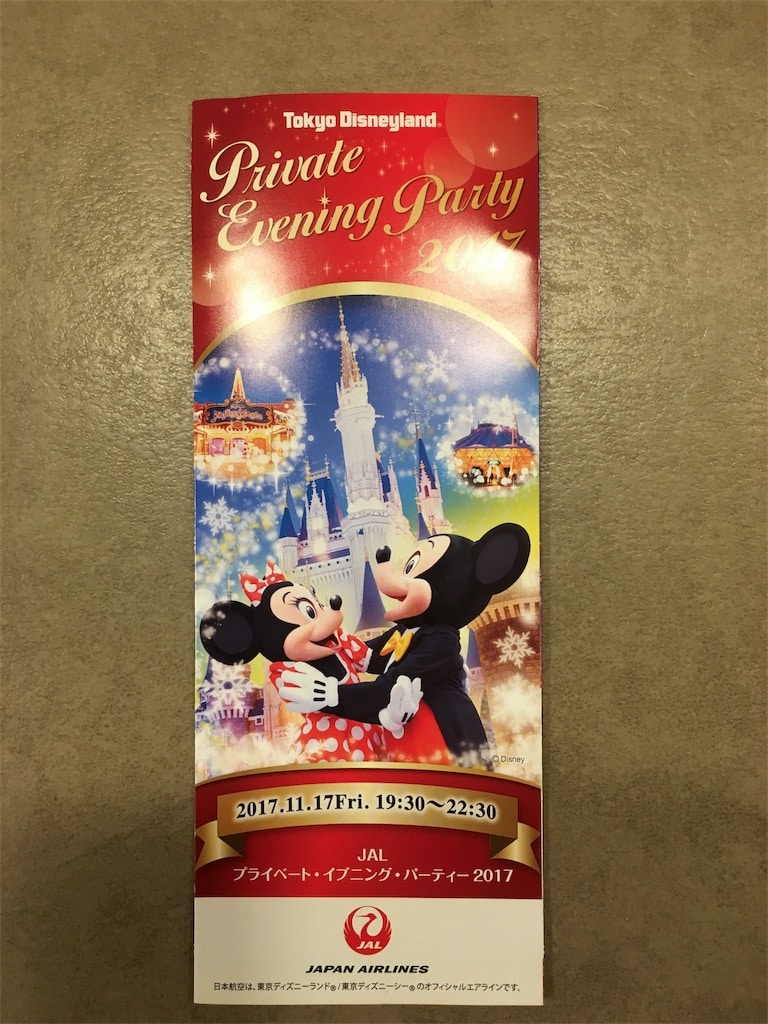 Tokyo Disneyland®
Private
Evening Party
2017
© Disney
2017.11.17Fri. 19:30～22:30
JAL
プライベート・イブニング・パーティー 2017
JAL
JAPAN AIRLINES
日本航空は、東京ディズニーランド®/東京ディズニーシー®のオフィシャルエアラインです。